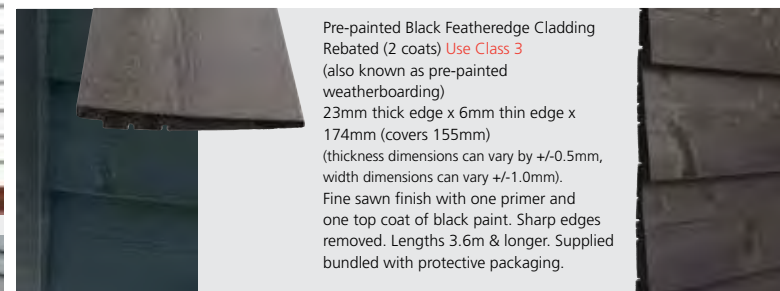 Pre-painted Black Featheredge Cladding
Rebated (2 coats) Use Class 3
(also known as pre-painted
weatherboarding)
23mm thick edge x 6mm thin edge x
174mm (covers 155mm)
(thickness dimensions can vary by +/-0.5mm,
width dimensions can vary +/-1.0mm).
Fine sawn finish with one primer and
one top coat of black paint. Sharp edges
removed. Lengths 3.6m & longer. Supplied
bundled with protective packaging.